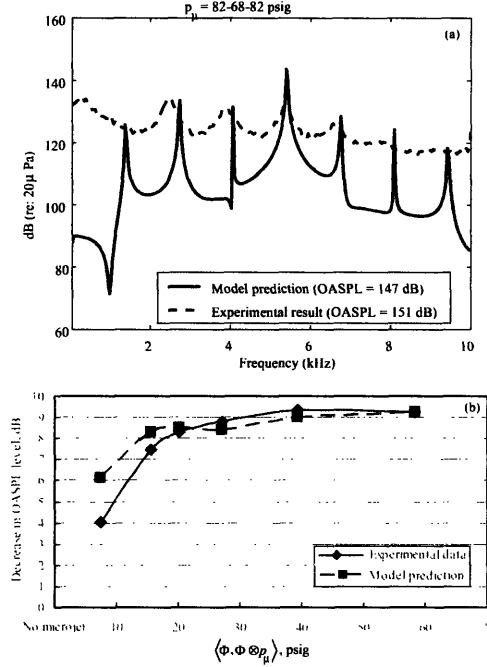 p_μ = 82-68-82 psig
(a)
160
140
120
100
80
60
dB (re: 20μ Pa)
Model prediction (OASPL = 147 dB)
Experimental result (OASPL = 151 dB)
2
4
6
8
10
Frequency (kHz)
(b)
10
9
8
7
6
5
4
3
2
1
0
Decrease in OASPL level, dB
Experimental data
Model prediction
No microjet
10
20
30
40
50
60
⟨Φ, Φ⊗p_μ⟩, psig